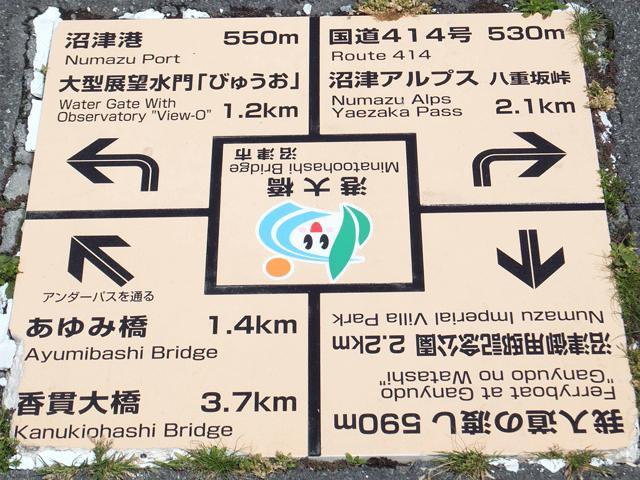 沼津港 550m
Numazu Port
大型展望水門「びゅうお」
Water Gate With
Observatory "View-O" 1.2km
国道414号 530m
Route 414
沼津アルプス 八重坂峠
Numazu Alps
Yaezaka Pass 2.1km
港大橋
Minatoohashi Bridge
沼津市
アンダーパスを通る
あゆみ橋 1.4km
Ayumibashi Bridge
香貫大橋 3.7km
Kanukiohashi Bridge
我入道の渡し 590m
Ferryboat at Ganyudo
"Ganyudo no Watashi"
沼津御用邸記念公園 2.2km
Numazu Imperial Villa Park